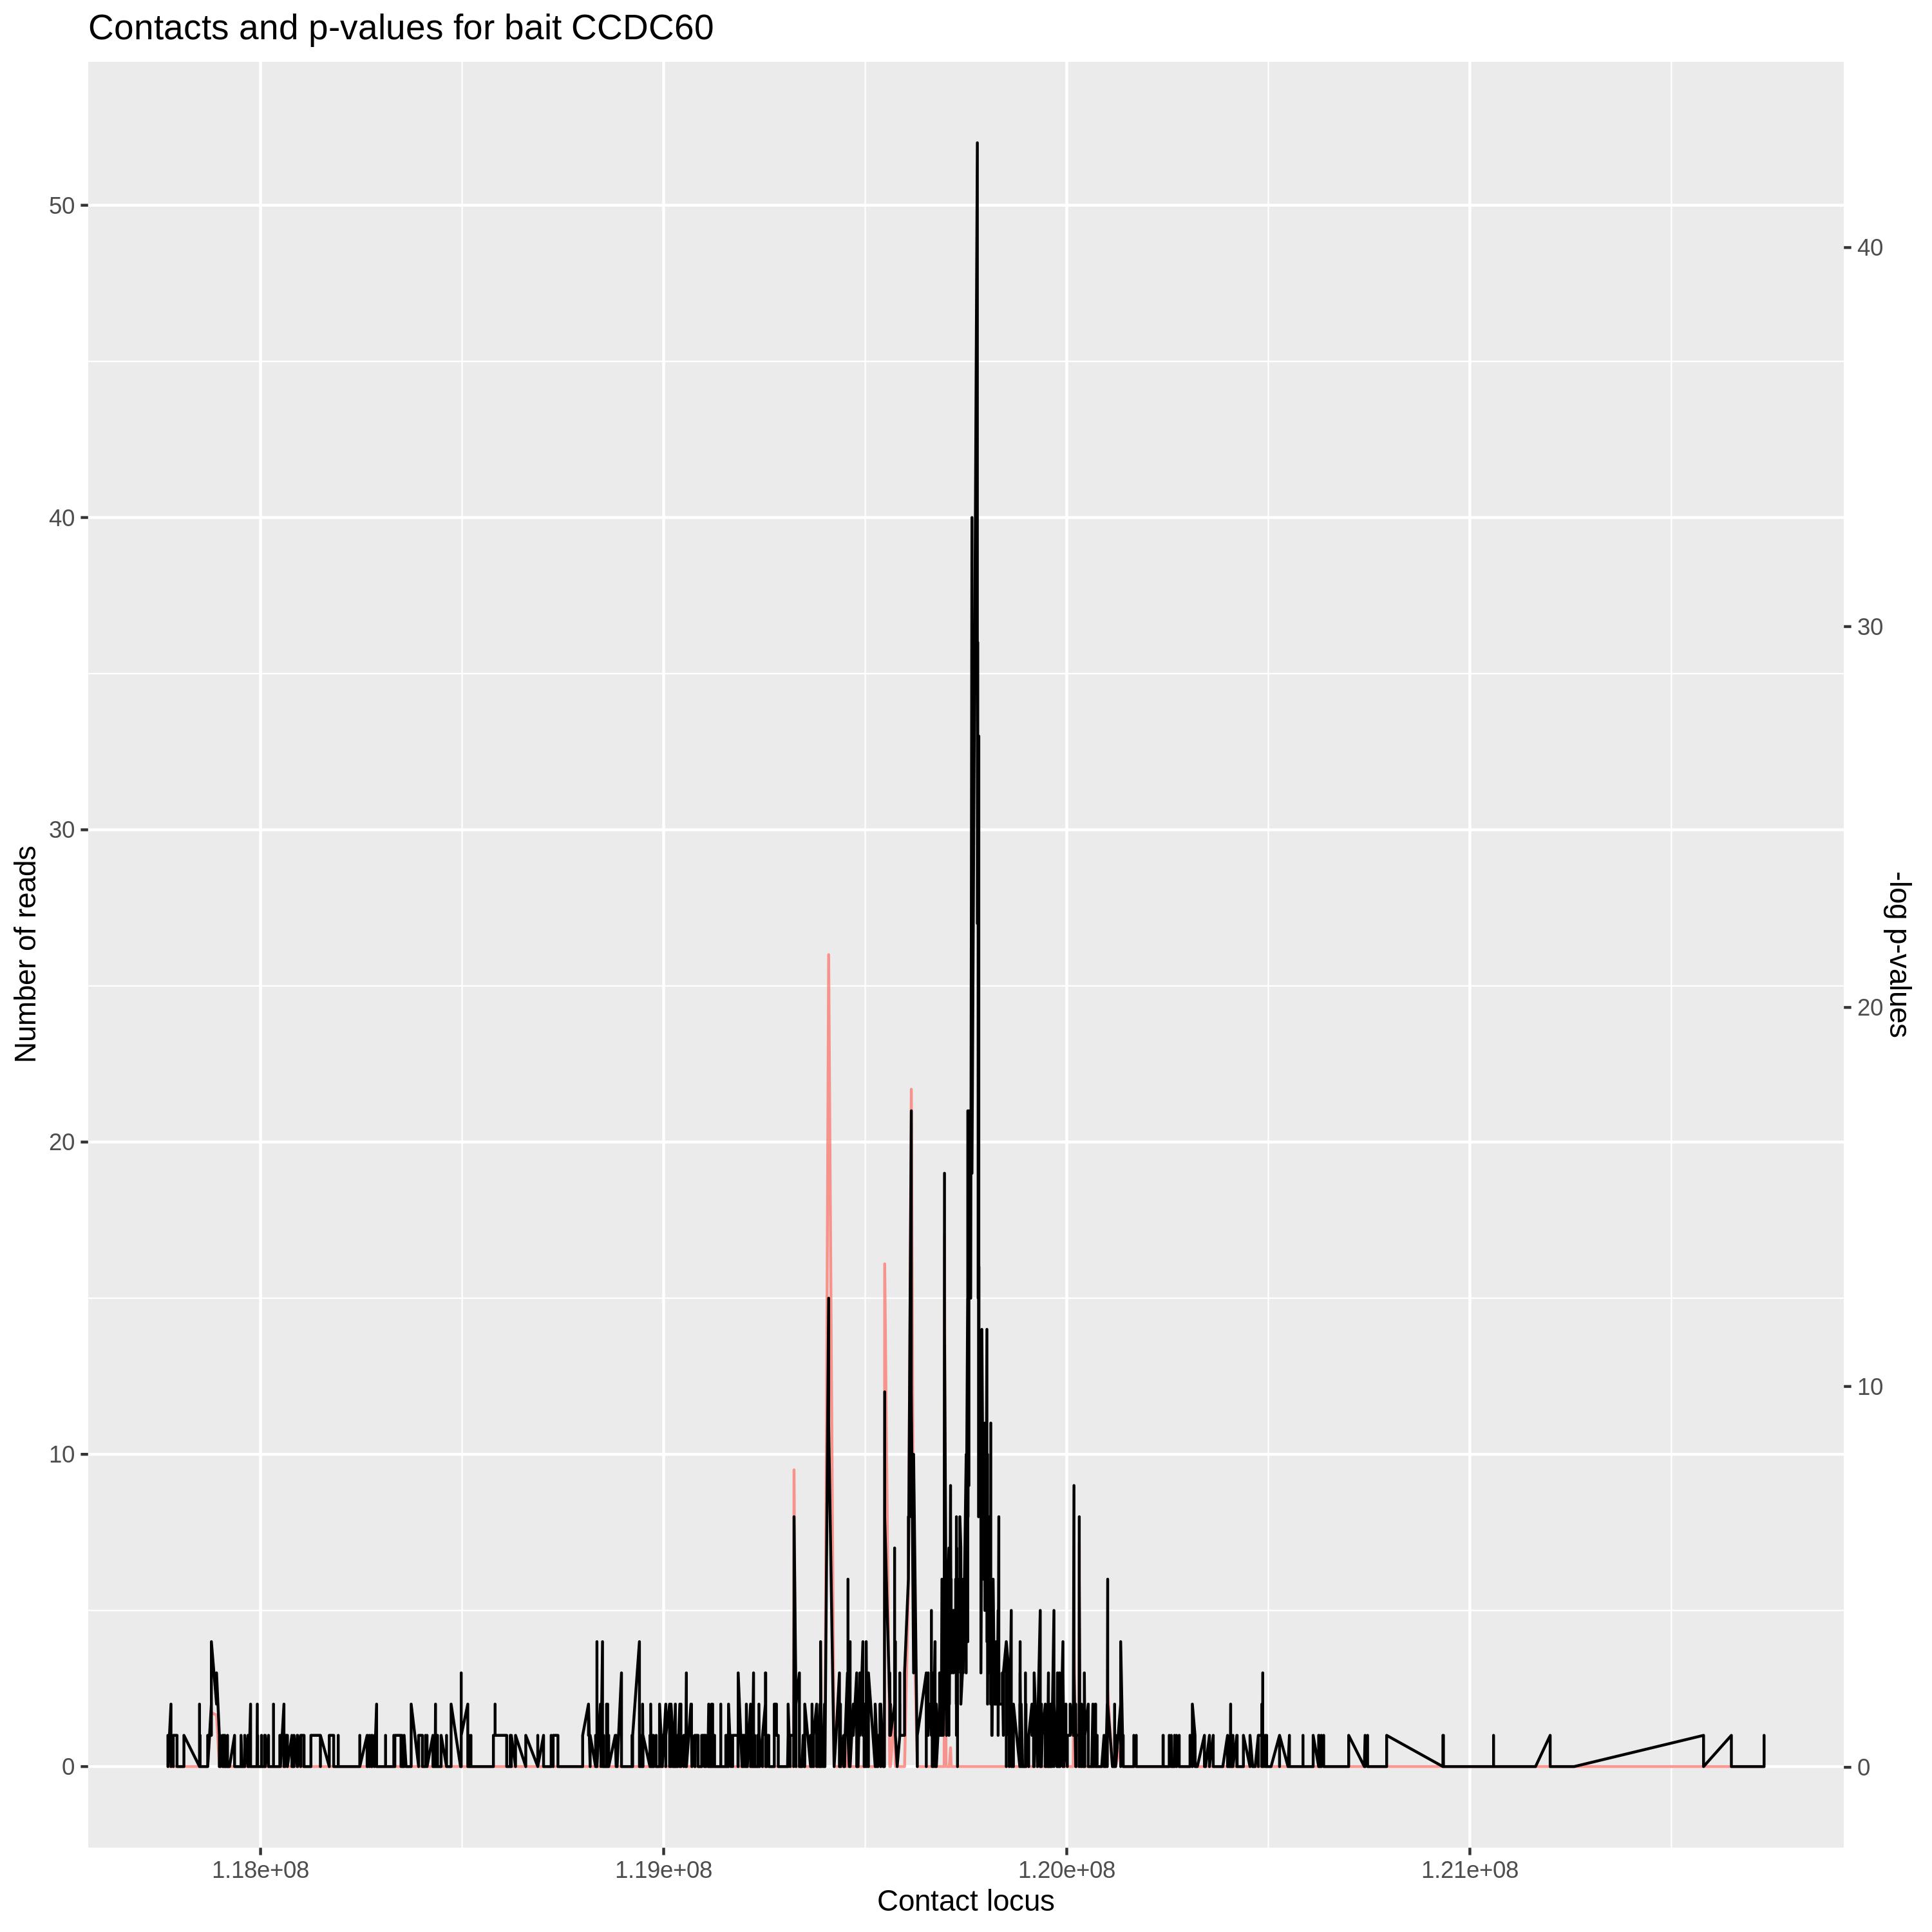 Contacts and p-values for bait CCDC60
50
40
30
20
10
0
Number of reads
40
30
20
10
0
-log p-values
1.18e+08
1.19e+08
1.20e+08
1.21e+08
Contact locus